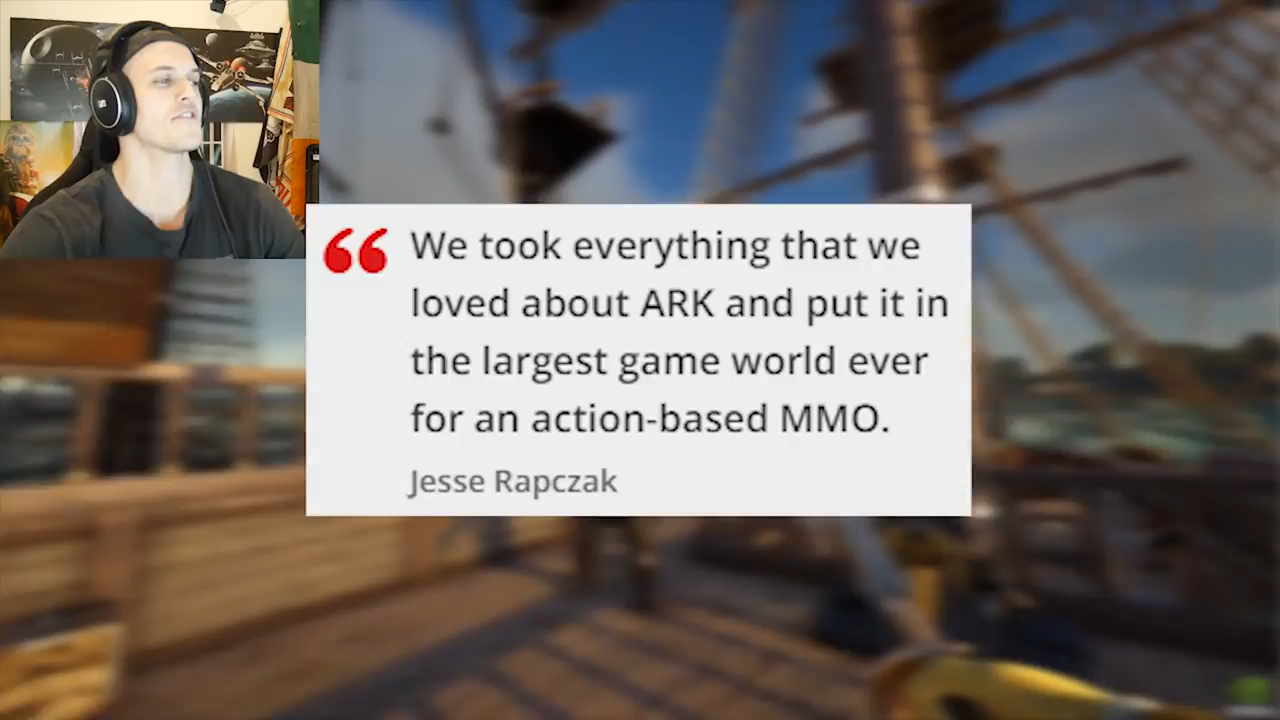 We took everything that we
loved about ARK and put it in
the largest game world ever
for an action-based MMO.
Jesse Rapczak